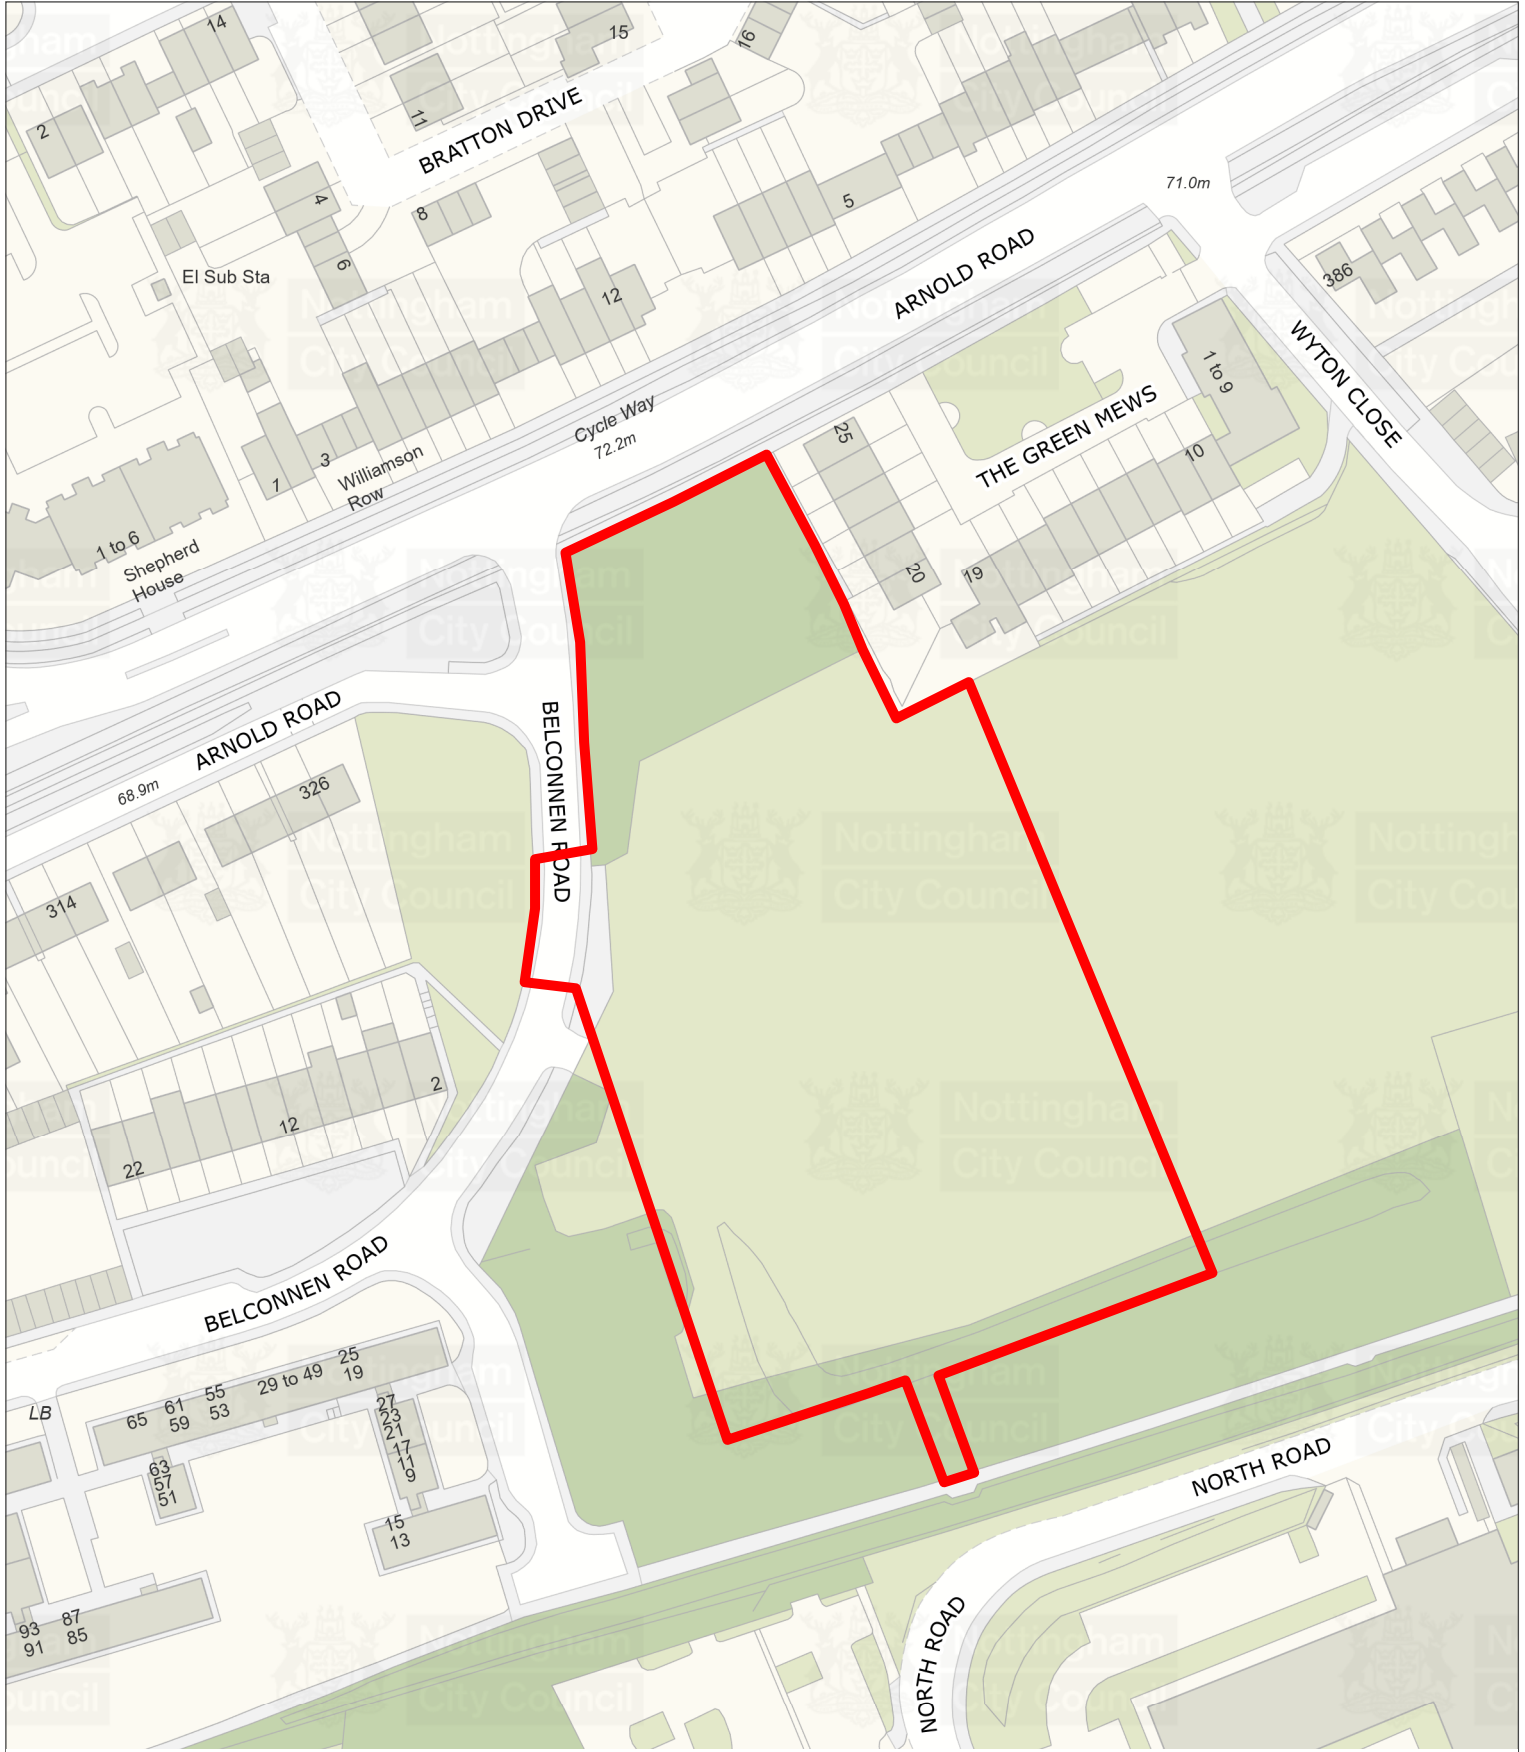 14
15
16
2
11
BRATTON DRIVE
71.0m
4
8
5
El Sub Sta
6
12
ARNOLD ROAD
386
WYTON CLOSE
1 to 9
Cycle Way
72.2m
25
THE GREEN MEWS
10
3
Williamson
Row
1
1 to 6
Shepherd
House
20
19
ARNOLD ROAD
BELCONNEN ROAD
68.9m
326
314
2
12
22
BELCONNEN ROAD
LB
65
61
59
55
53
29 to 49
25
19
27
23
21
17
11
9
63
57
51
15
13
NORTH ROAD
93
91
87
85
NORTH ROAD
Nottingham
City Council